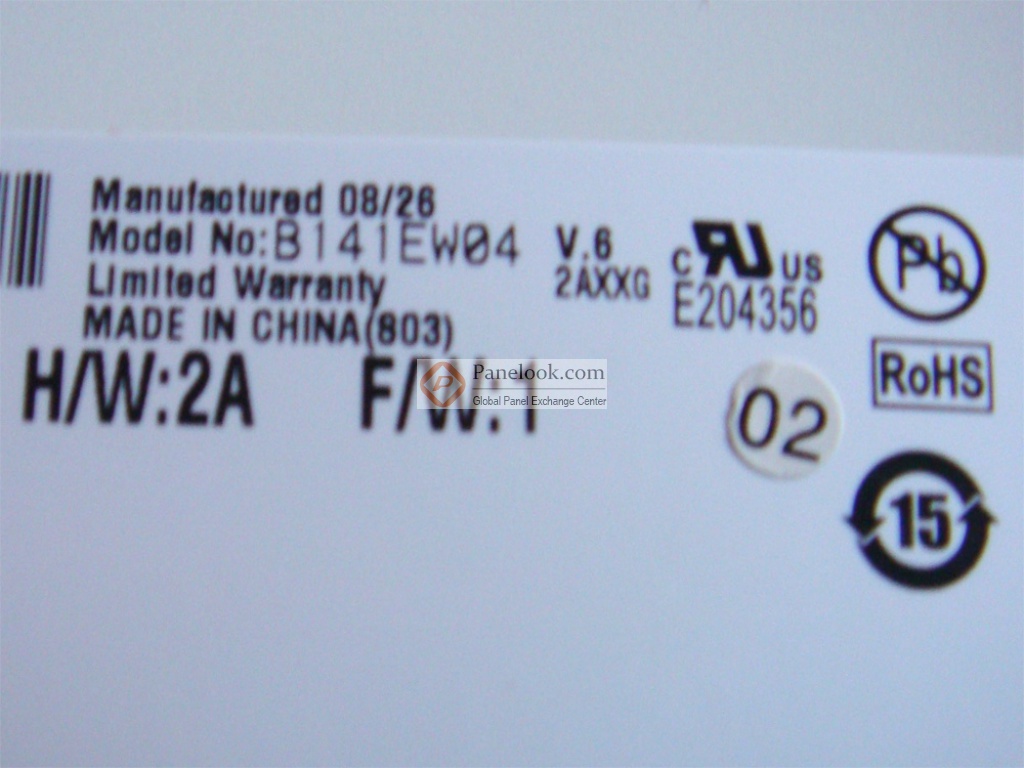 Manufactured 08/26
Model No:B141EW04 V.6
Limited Warranty 2AXXG
MADE IN CHINA(803)
c RU US
E204356
Pb
RoHS
H/W:2A F/W:1
Panelook.com
Global Panel Exchange Center
02
15